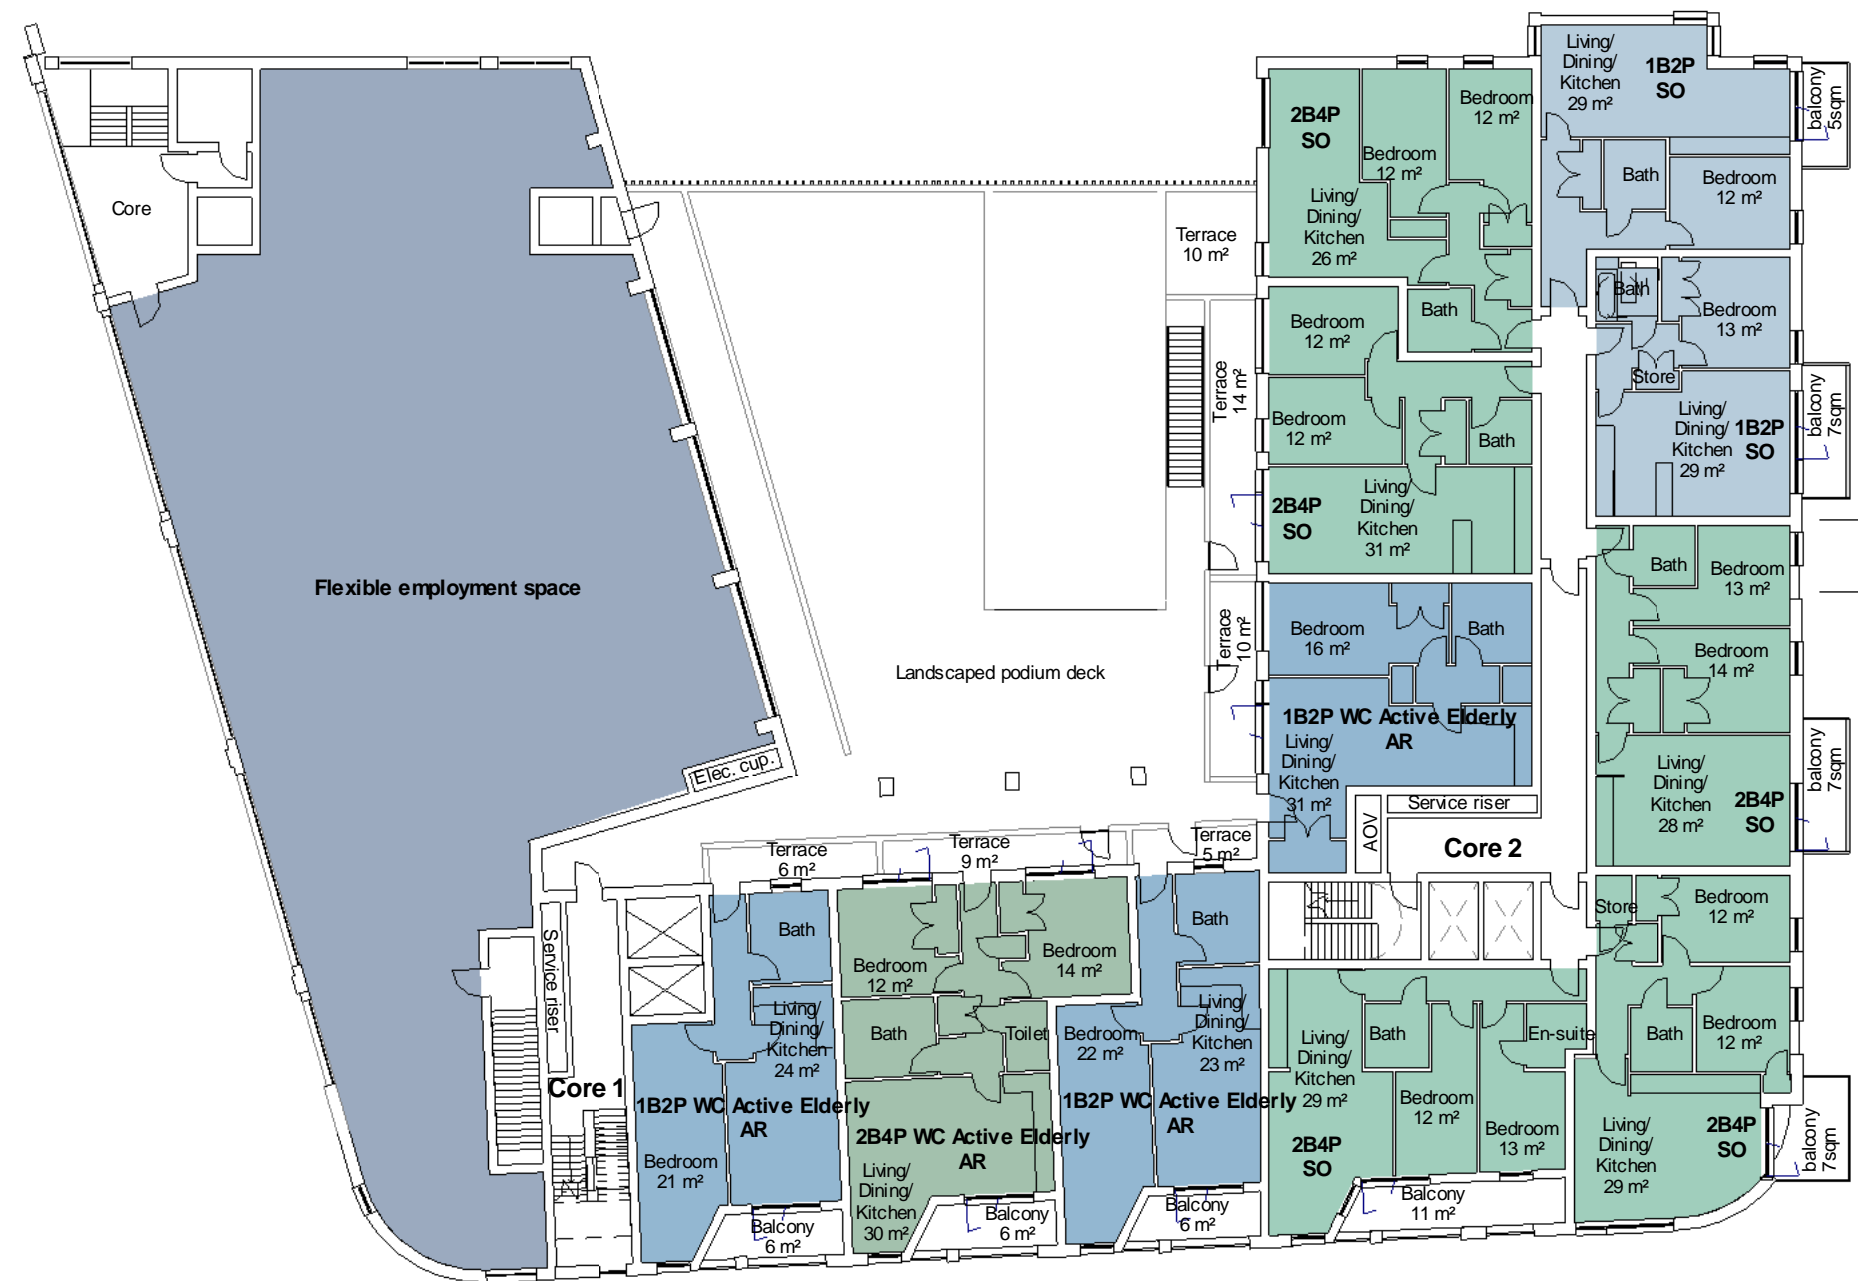 Living/
Dining/
Kitchen
29 m²
1B2P
SO
balcony
5sqm
2B4P
SO
Bedroom
12 m²
Bedroom
12 m²
Living/
Dining/
Kitchen
26 m²
Bath
Bedroom
12 m²
Core
Terrace
10 m²
Bath
Bedroom
13 m²
Store
Bath
Bedroom
12 m²
Terrace
14 m²
Bedroom
12 m²
Bath
Living/
Dining/
Kitchen
29 m²
1B2P
SO
balcony
7sqm
2B4P
SO
Living/
Dining/
Kitchen
31 m²
Bath
Bedroom
13 m²
Flexible employment space
Terrace
10 m²
Bedroom
16 m²
Bath
Bedroom
14 m²
Landscaped podium deck
1B2P WC Active Elderly
AR
Living/
Dining/
Kitchen
31 m²
Living/
Dining/
Kitchen
28 m²
2B4P
SO
balcony
7sqm
Elec. cup.
Service riser
AOV
Core 2
Terrace
6 m²
Terrace
9 m²
Terrace
5 m²
Store
Bedroom
12 m²
Service riser
Bath
Bedroom
12 m²
Bedroom
14 m²
Bath
Living/
Dining/
Kitchen
24 m²
Bath
Toilet
Bedroom
22 m²
Living/
Dining/
Kitchen
23 m²
Living/
Dining/
Kitchen
29 m²
Bath
En-suite
Bath
Bedroom
12 m²
Core 1
1B2P WC Active Elderly
AR
2B4P WC Active Elderly
AR
1B2P WC Active Elderly
AR
Bedroom
12 m²
Bedroom
13 m²
2B4P
SO
Living/
Dining/
Kitchen
29 m²
2B4P
SO
balcony
7sqm
Bedroom
21 m²
Living/
Dining/
Kitchen
30 m²
Balcony
6 m²
Balcony
6 m²
Balcony
6 m²
Balcony
11 m²